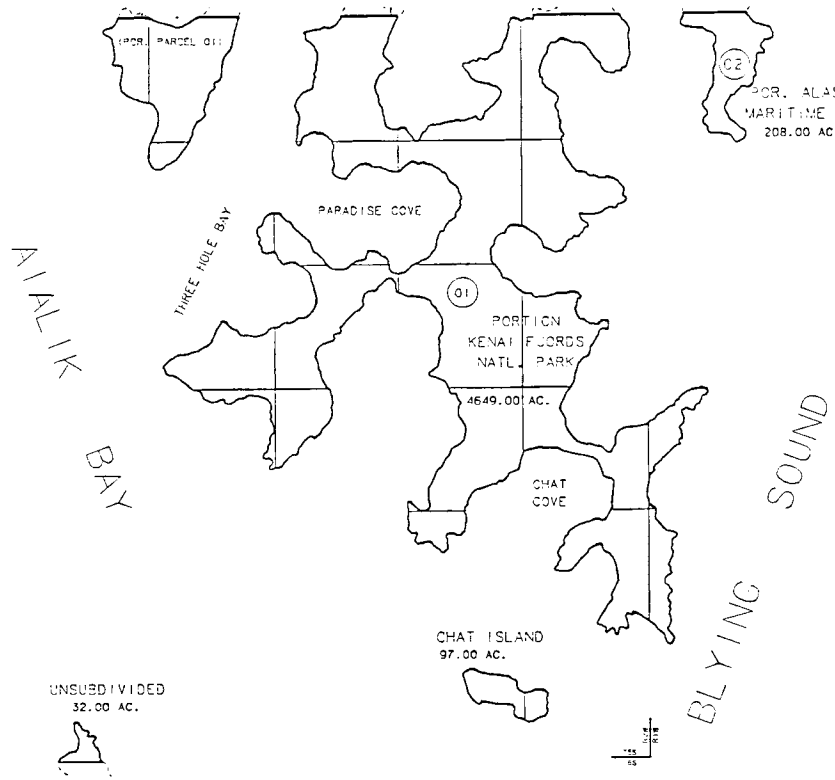 (POR. PARCEL 01)
02
POR. ALAS
MARITIME
208.00 AC
PARADISE COVE
THREE HOLE BAY
AIALIK
BAY
01
PORTION
KENAI FJORDS
NATL. PARK
4649.00 AC.
CHAT
COVE
BLYING
SOUND
CHAT ISLAND
97.00 AC.
UNSUBDIVIDED
32.00 AC.